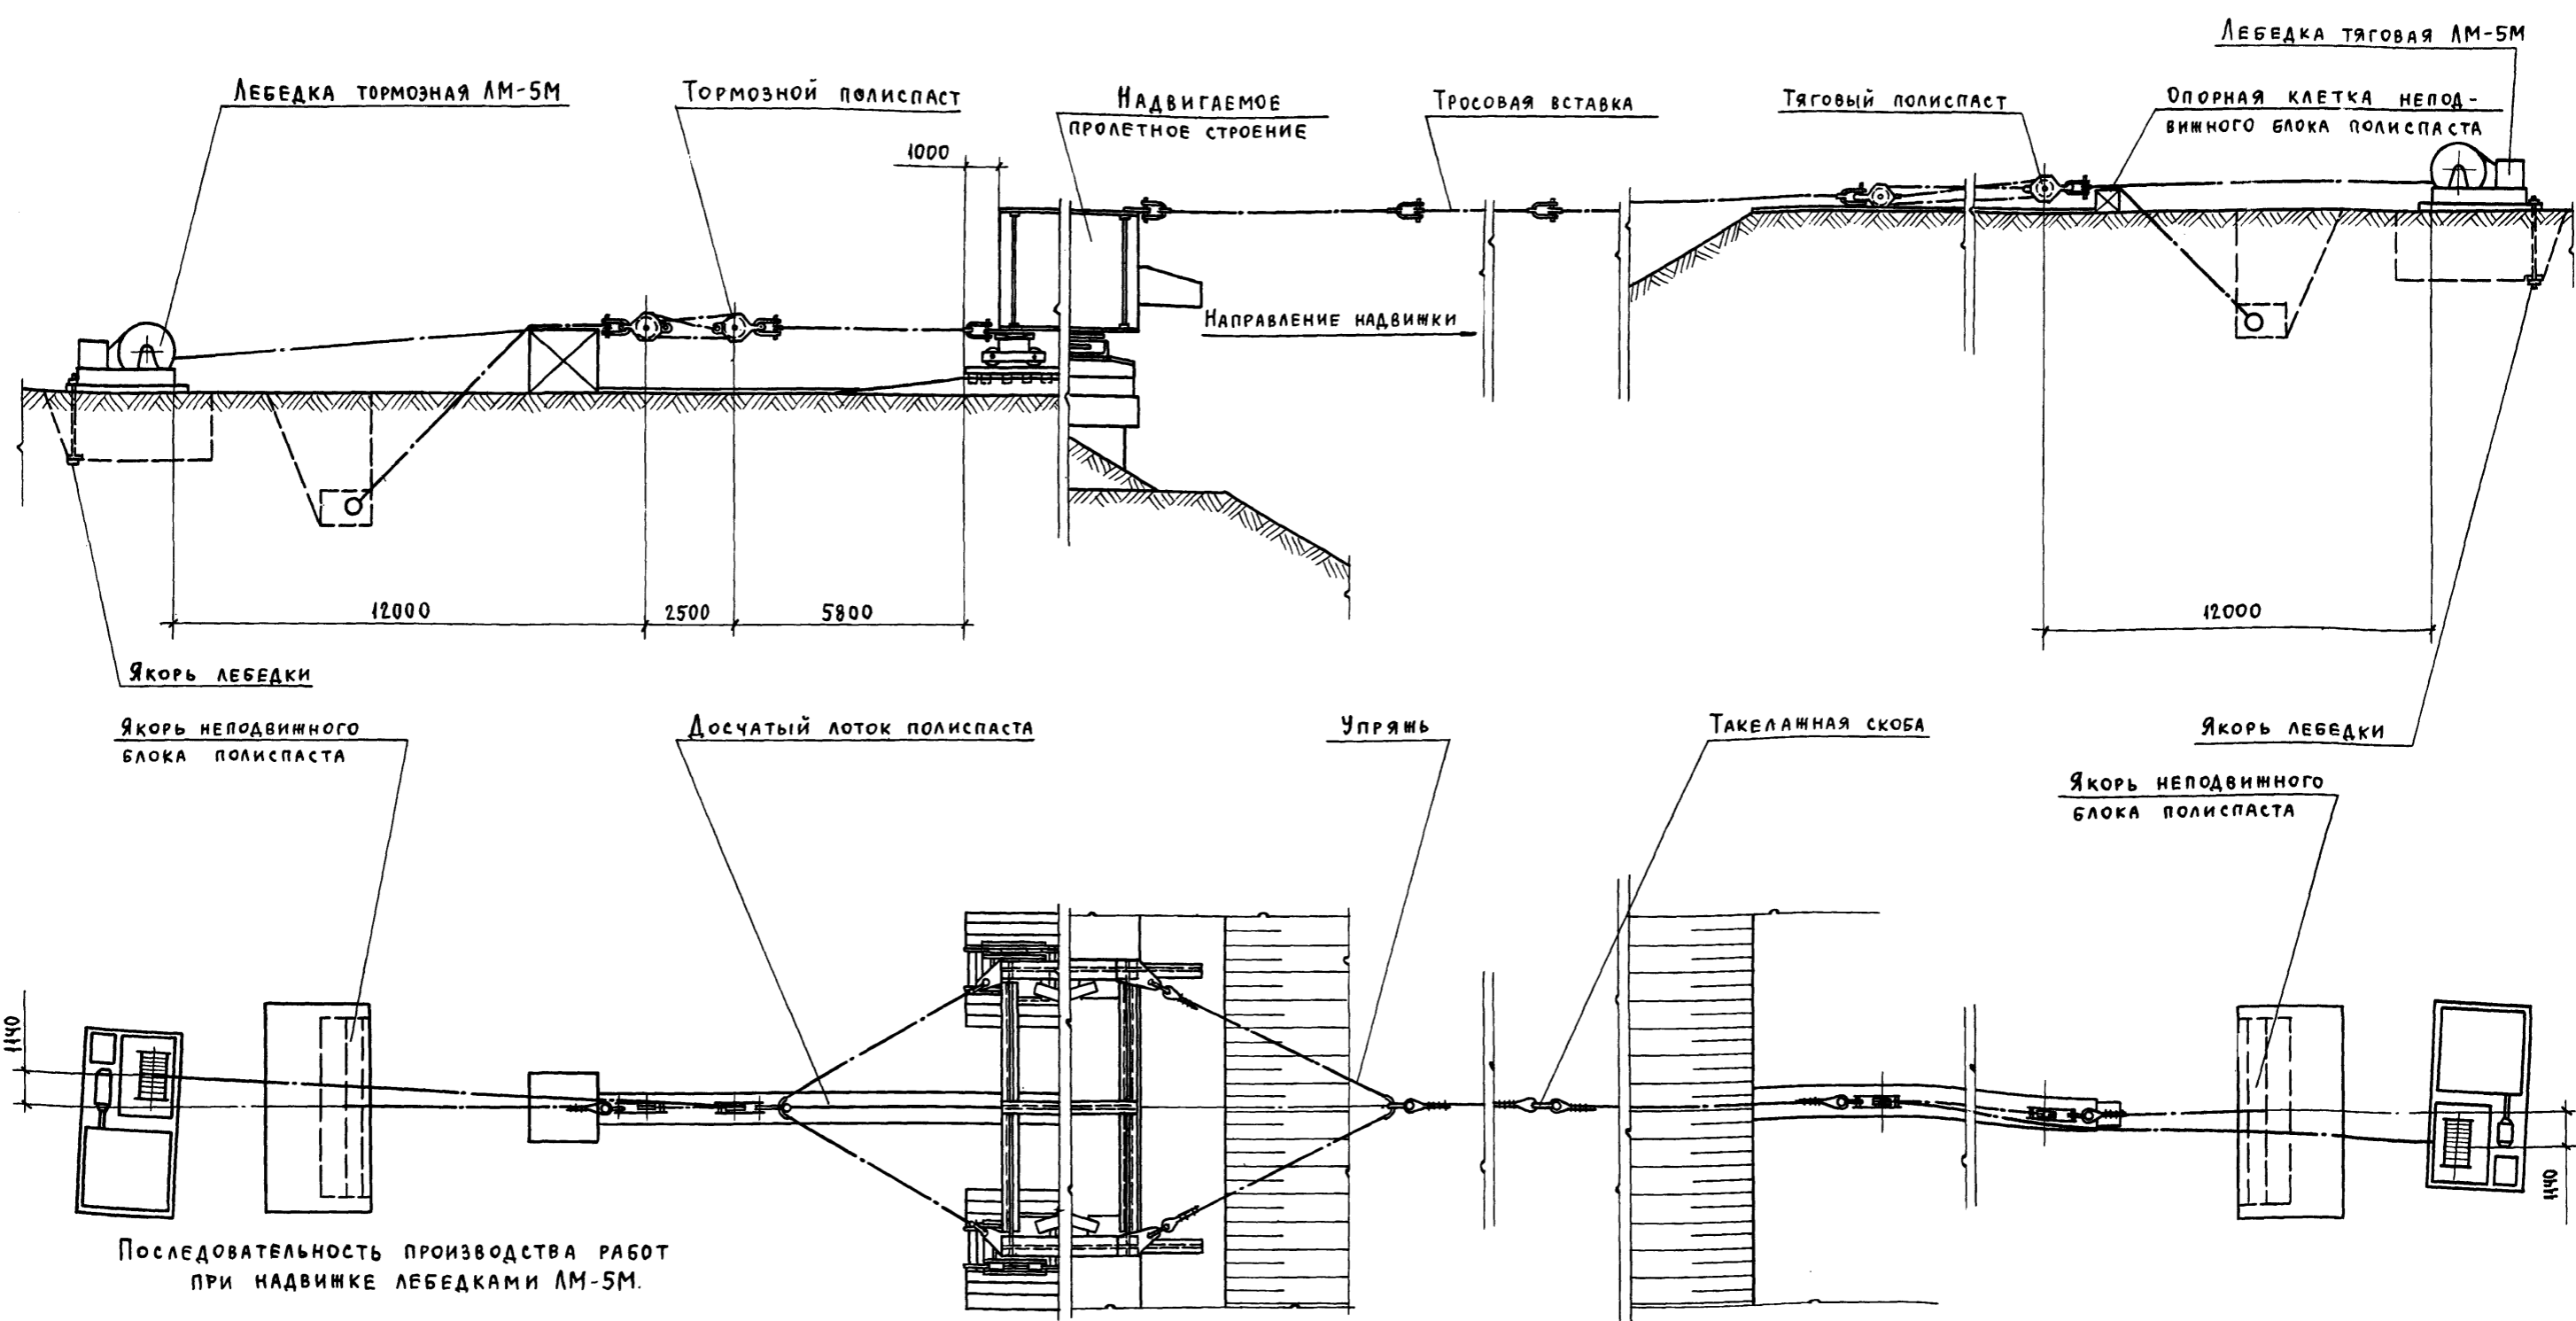 Лебедка тяговая ЛМ-5М
Лебедка тормозная ЛМ-5М
Тормозной полиспаст
Надвигаемое
пролетное строение
Тросовая вставка
Тяговый полиспаст
Опорная клетка непод-
вижного блока полиспаста
1000
Направление надвижки
12000
2500
5800
12000
Якорь лебедки
Якорь неподвижного
блока полиспаста
Досчатый лоток полиспаста
Упряжь
Такелажная скоба
Якорь лебедки
Якорь неподвижного
блока полиспаста
1140
1140
Последовательность производства работ
при надвижке лебедками ЛМ-5М.